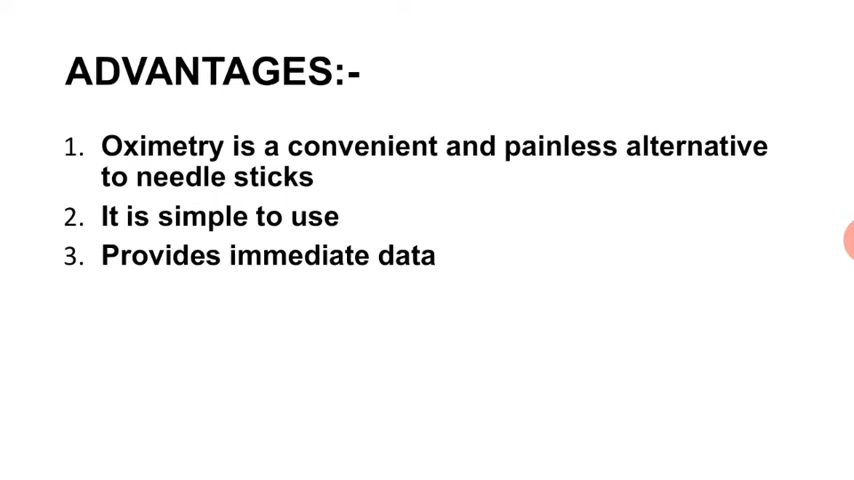 ADVANTAGES:-
1. Oximetry is a convenient and painless alternative
to needle sticks
2. It is simple to use
3. Provides immediate data